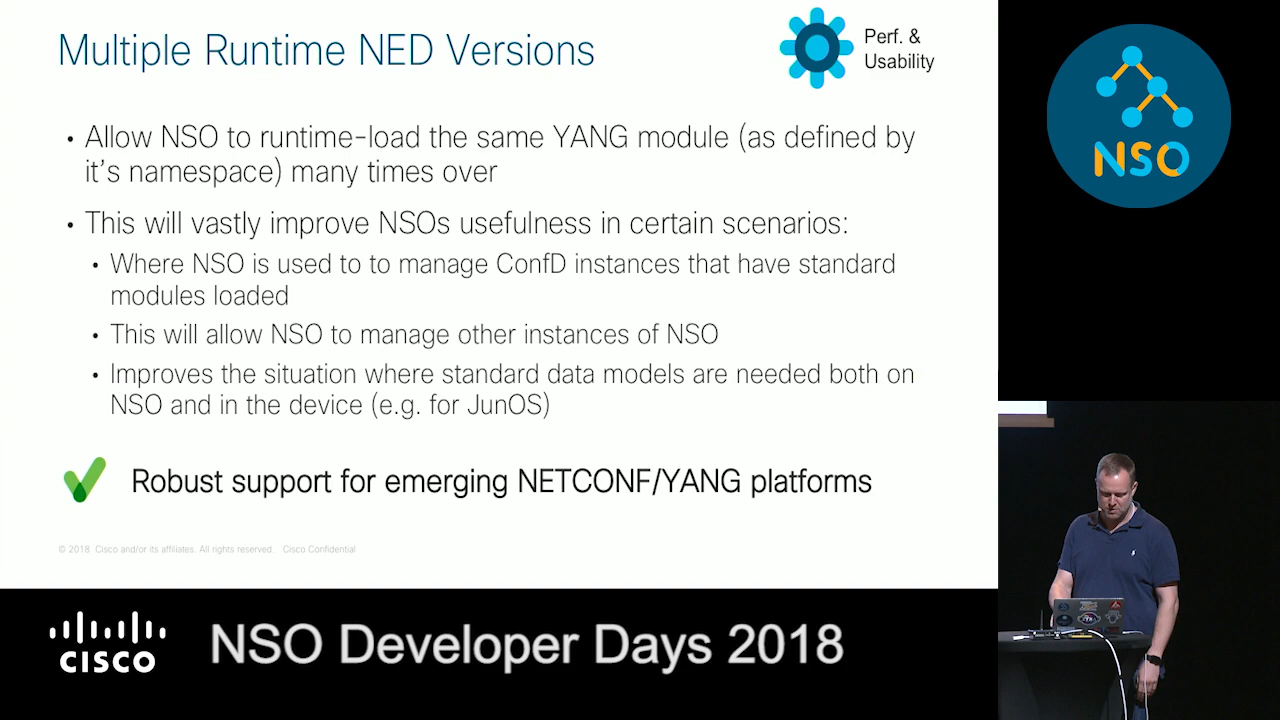 Multiple Runtime NED Versions
Perf. &
Usability
• Allow NSO to runtime-load the same YANG module (as defined by
it's namespace) many times over
• This will vastly improve NSOs usefulness in certain scenarios:
• Where NSO is used to to manage ConfD instances that have standard
modules loaded
• This will allow NSO to manage other instances of NSO
• Improves the situation where standard data models are needed both on
NSO and in the device (e.g. for JunOS)
Robust support for emerging NETCONF/YANG platforms
© 2018 Cisco and/or its affiliates. All rights reserved. Cisco Confidential
NSO
CISCO
NSO Developer Days 2018